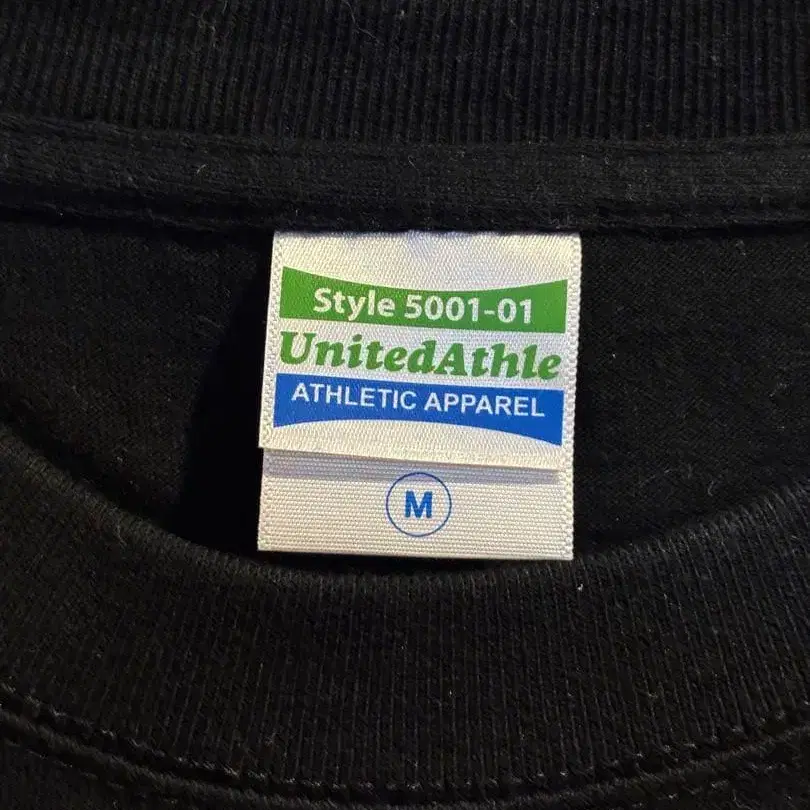 Style 5001-01
UnitedAthle
ATHLETIC APPAREL
M